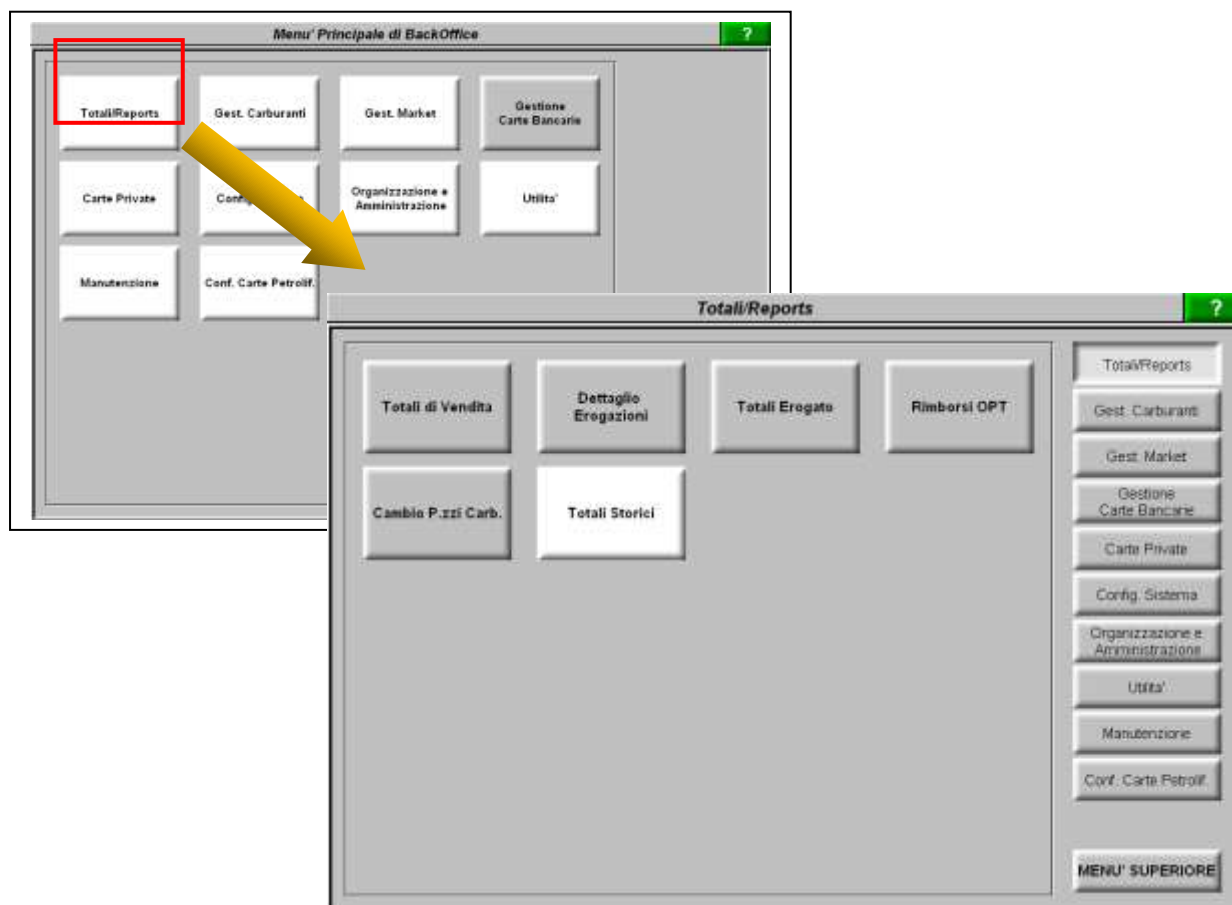 Menu' Principale di BackOffice
?
Totali/Reports
Gest. Carburanti
Gest. Market
Gestione
Carte Bancarie
Carte Private
Organizzazione e
Amministrazione
Utilita'
Manutenzione
Conf. Carte Petrolif.
Totali/Reports
?
Totali di Vendita
Dettaglio
Erogazioni
Totali Erogato
Rimborsi OPT
Cambio P.zzi Carb.
Totali Storici
Totali/Reports
Gest. Carburanti
Gest. Market
Gestione
Carte Bancarie
Carte Private
Config. Sistema
Organizzazione e
Amministrazione
Utilita'
Manutenzione
Conf. Carte Petrolif.
MENU' SUPERIORE